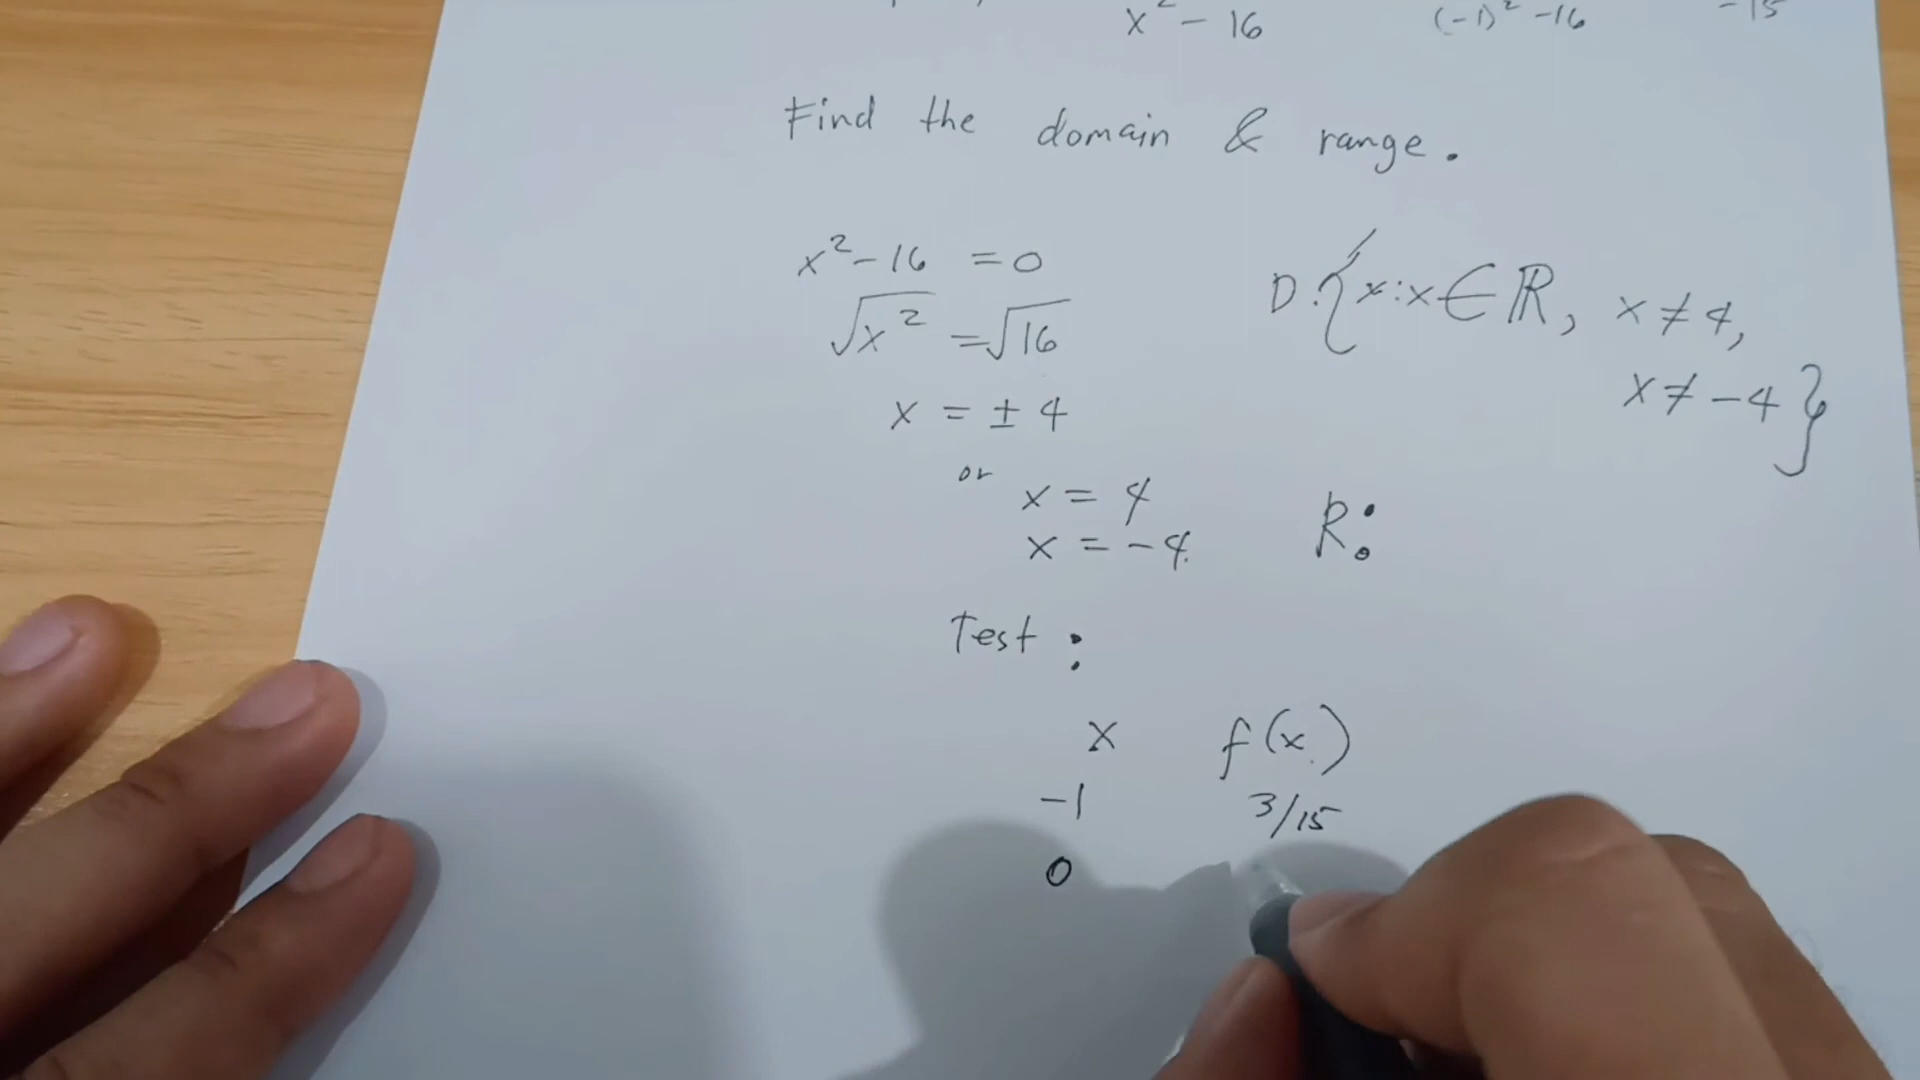 x² - 16 (-1)² - 16 -15
Find the domain & range.
x² - 16 = 0
√x² = √16
x = ± 4
or
x = 4
x = -4
D: {x : x ∈ ℝ, x ≠ 4,
x ≠ -4}
R:
Test :
x f(x)
-1 3/15
0